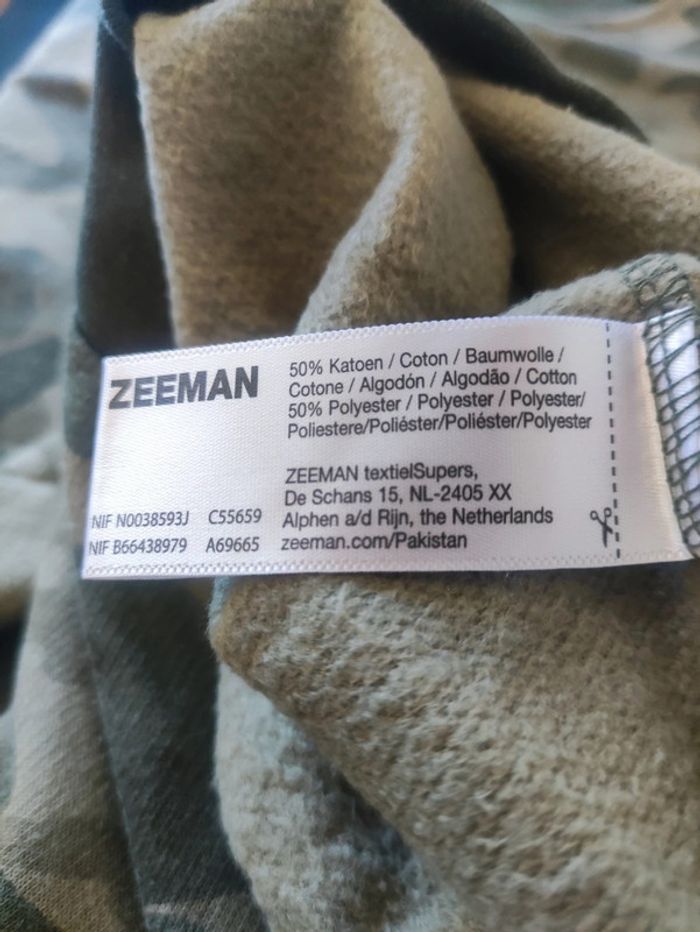 ZEEMAN
50% Katoen / Coton / Baumwolle /
Cotone / Algodón / Algodão / Cotton
50% Polyester / Polyester / Polyester/
Poliestere/Poliéster/Poliéster/Polyester
ZEEMAN textielSupers,
De Schans 15, NL-2405 XX
NIF N0038593J C55659 Alphen a/d Rijn, the Netherlands
NIF B66438979 A69665 zeeman.com/Pakistan